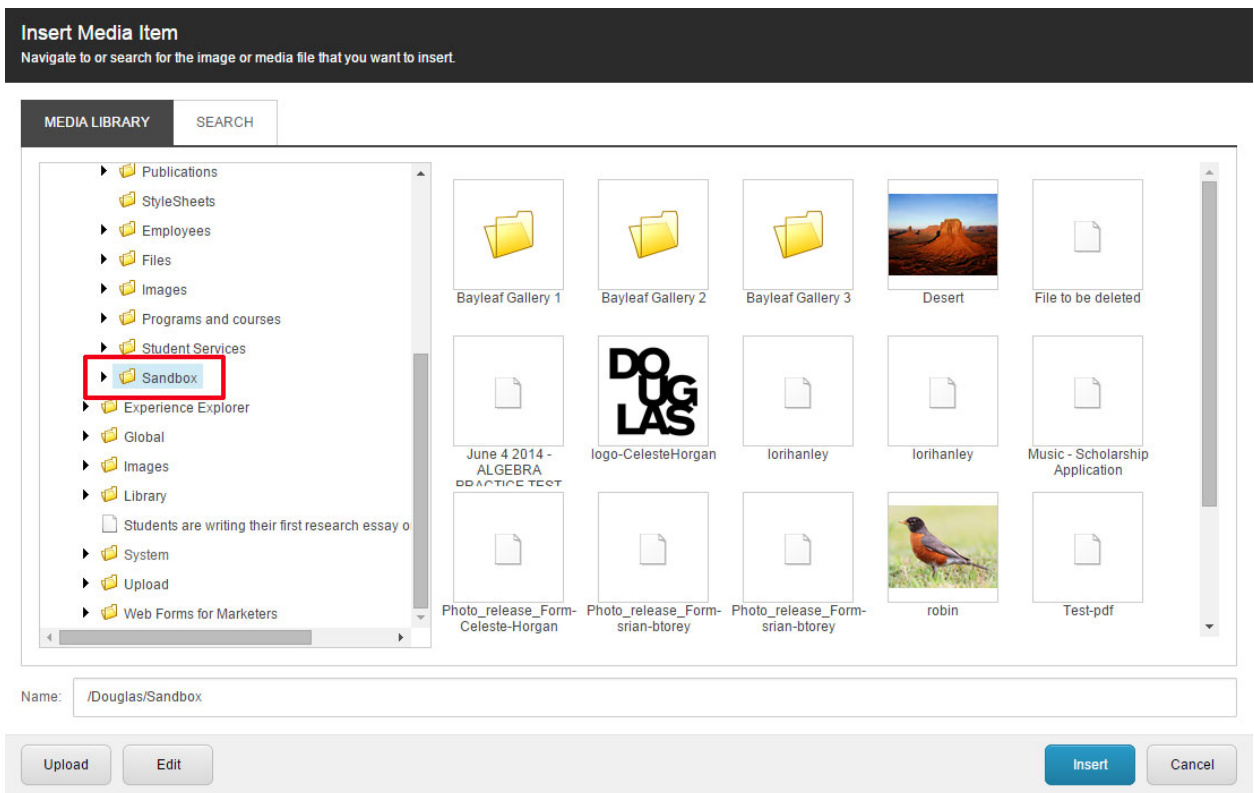 Insert Media Item
Navigate to or search for the image or media file that you want to insert.
MEDIA LIBRARY
SEARCH
Publications
StyleSheets
Employees
Files
Images
Programs and courses
Student Services
Sandbox
Experience Explorer
Global
Images
Library
Students are writing their first research essay o
System
Upload
Web Forms for Marketers
Bayleaf Gallery 1
Bayleaf Gallery 2
Bayleaf Gallery 3
Desert
File to be deleted
June 4 2014 -
ALGEBRA
PRACTICE TEST
DO
UG
LAS
logo-CelesteHorgan
lorihanley
lorihanley
Music - Scholarship
Application
Photo_release_Form-
Celeste-Horgan
Photo_release_Form-
srian-btorey
Photo_release_Form-
srian-btorey
robin
Test-pdf
Name:
/Douglas/Sandbox
Upload
Edit
Insert
Cancel